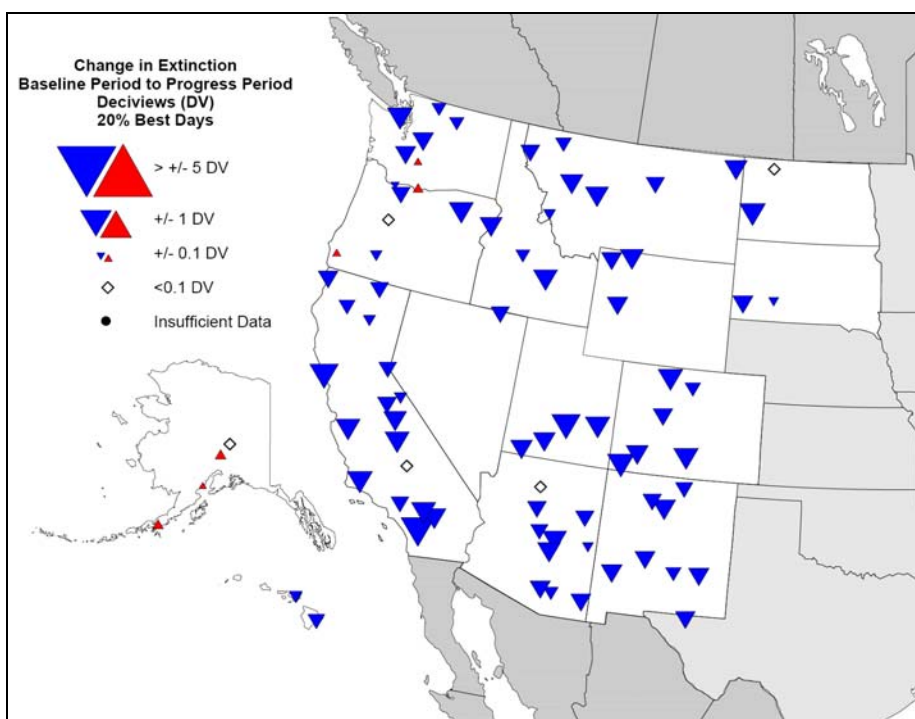 Change in Extinction
Baseline Period to Progress Period
Deciviews (DV)
20% Best Days
> +/- 5 DV
+/- 1 DV
+/- 0.1 DV
<0.1 DV
Insufficient Data